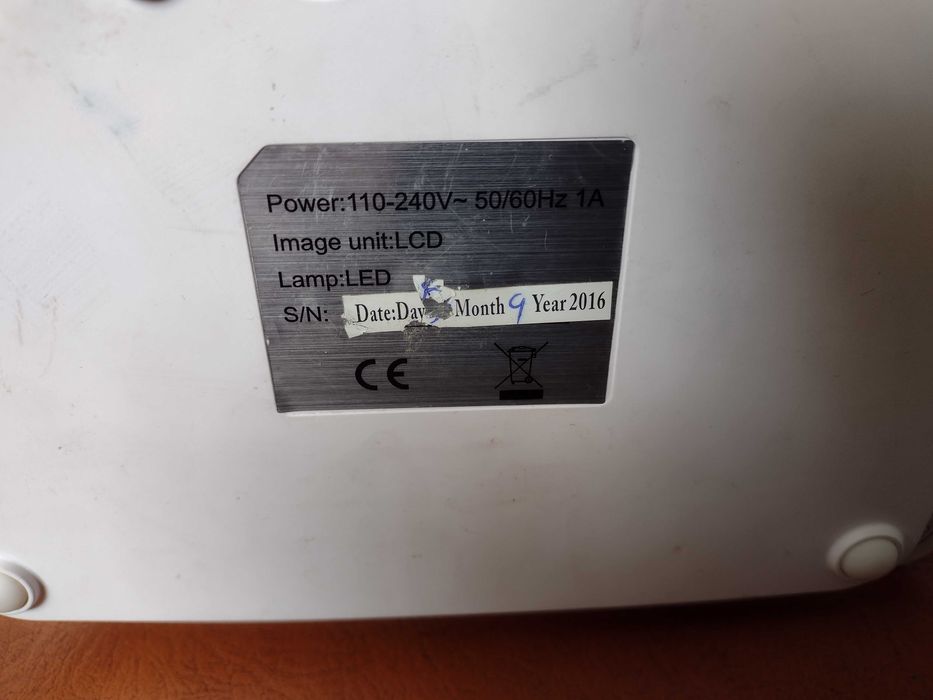 Power:110-240V~ 50/60Hz 1A
Image unit:LCD
Lamp:LED
S/N: Date:Day Month 9 Year 2016
CE